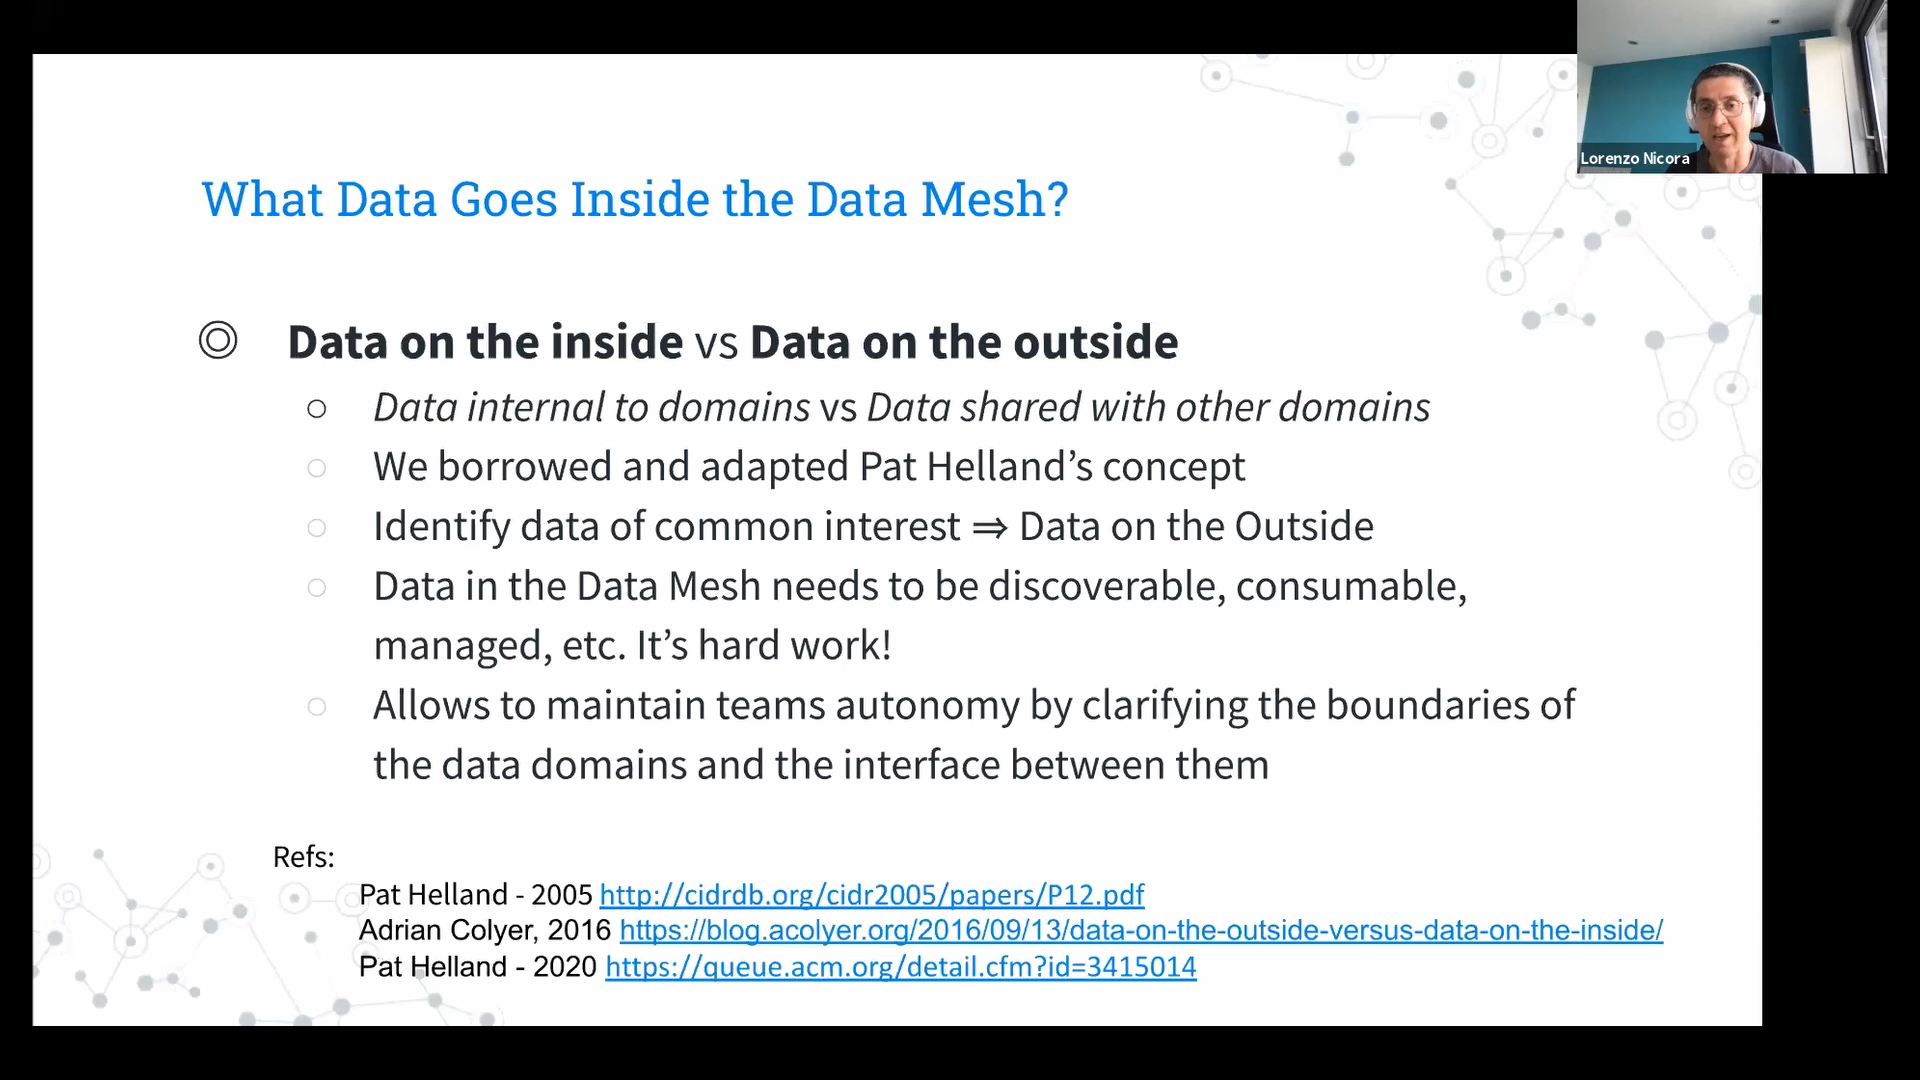 Lorenzo Nicora
What Data Goes Inside the Data Mesh?
Data on the inside vs Data on the outside
Data internal to domains vs Data shared with other domains
We borrowed and adapted Pat Helland’s concept
Identify data of common interest ⇒ Data on the Outside
Data in the Data Mesh needs to be discoverable, consumable,
managed, etc. It’s hard work!
Allows to maintain teams autonomy by clarifying the boundaries of
the data domains and the interface between them
Refs:
Pat Helland - 2005 http://cidrdb.org/cidr2005/papers/P12.pdf
Adrian Colyer, 2016 https://blog.acolyer.org/2016/09/13/data-on-the-outside-versus-data-on-the-inside/
Pat Helland - 2020 https://queue.acm.org/detail.cfm?id=3415014